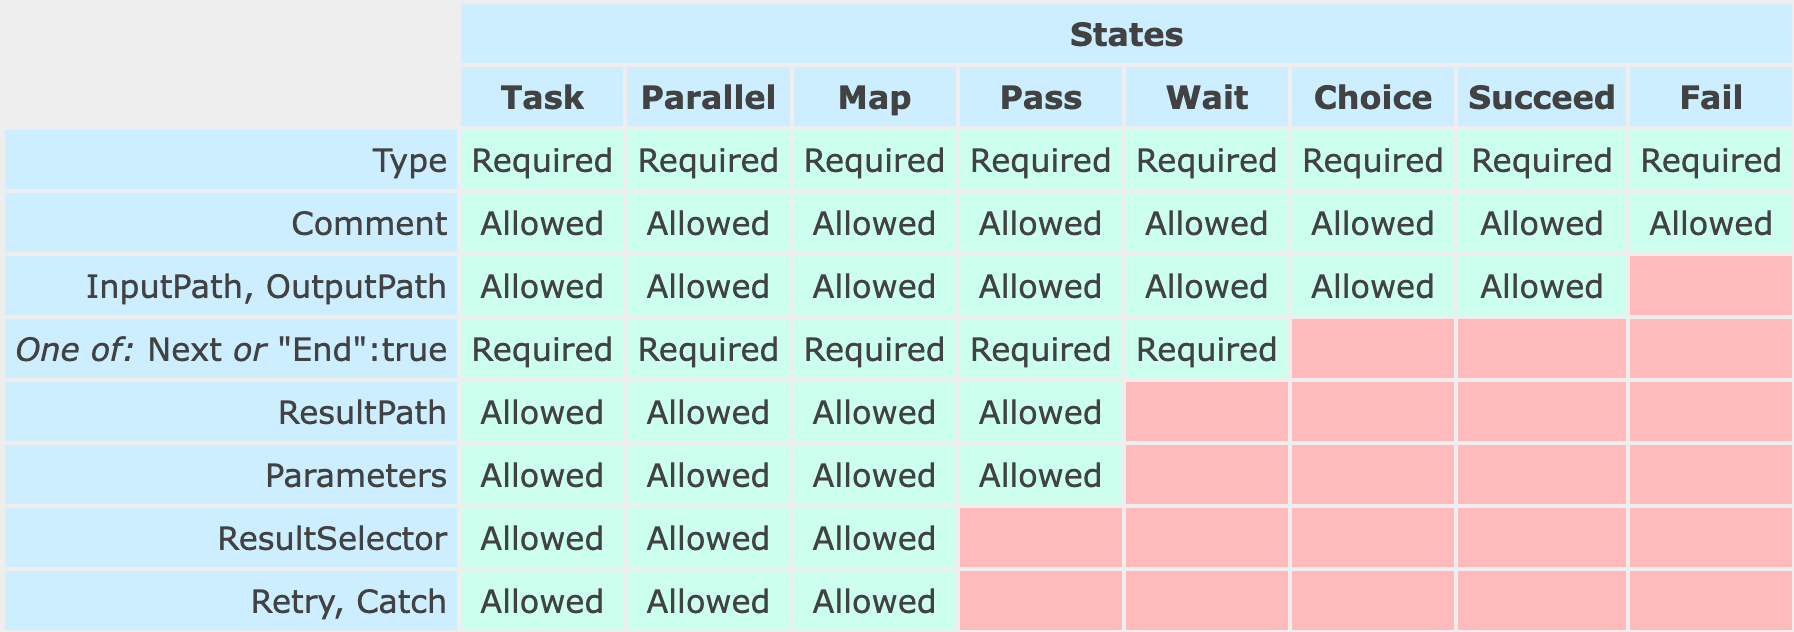 States
Task Parallel Map Pass Wait Choice Succeed Fail
Type Required Required Required Required Required Required Required Required
Comment Allowed Allowed Allowed Allowed Allowed Allowed Allowed Allowed
InputPath, OutputPath Allowed Allowed Allowed Allowed Allowed Allowed Allowed
One of: Next or "End":true Required Required Required Required Required
ResultPath Allowed Allowed Allowed Allowed
Parameters Allowed Allowed Allowed Allowed
ResultSelector Allowed Allowed Allowed
Retry, Catch Allowed Allowed Allowed